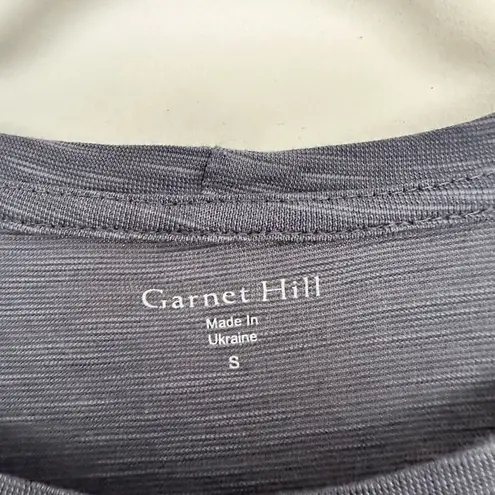 Garnet Hill
Made In
Ukraine
S